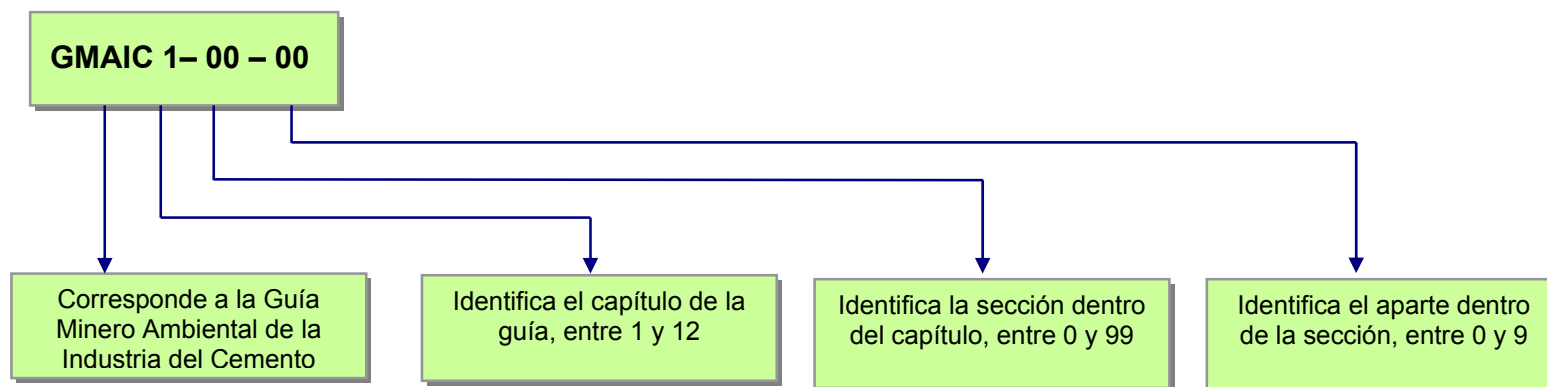 GMAIC 1– 00 – 00
Corresponde a la Guía
Minero Ambiental de la
Industria del Cemento
Identifica el capítulo de la
guía, entre 1 y 12
Identifica la sección dentro
del capítulo, entre 0 y 99
Identifica el aparte dentro
de la sección, entre 0 y 9